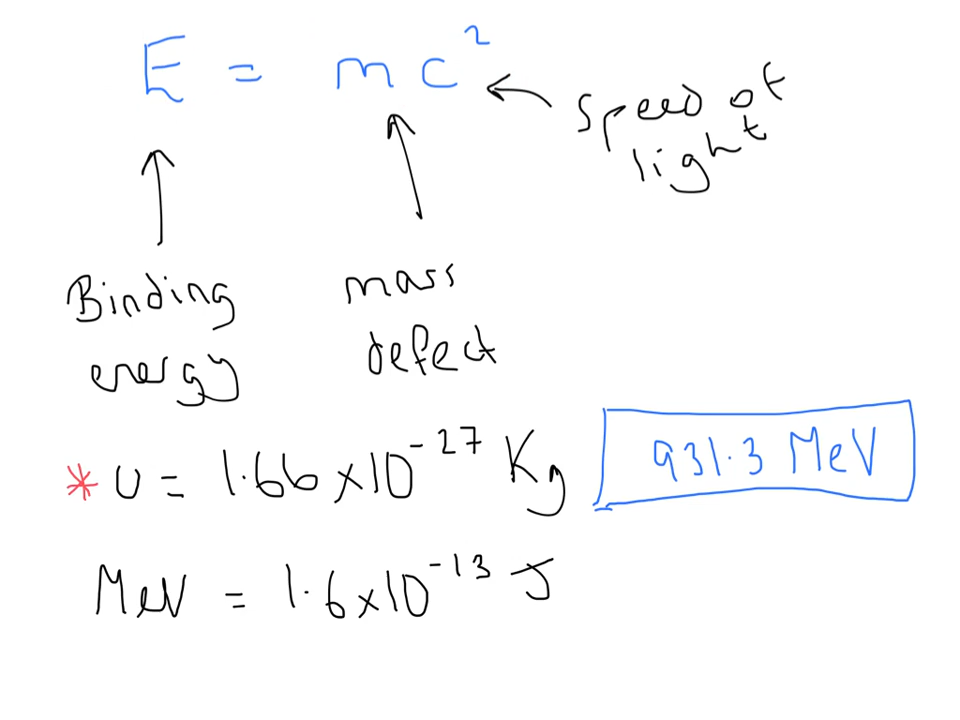 E = mc²
speed of
light
Binding
energy
mass
defect
* U = 1.66 × 10⁻²⁷ Kg
931.3 MeV
MeV = 1.6 × 10⁻¹³ J